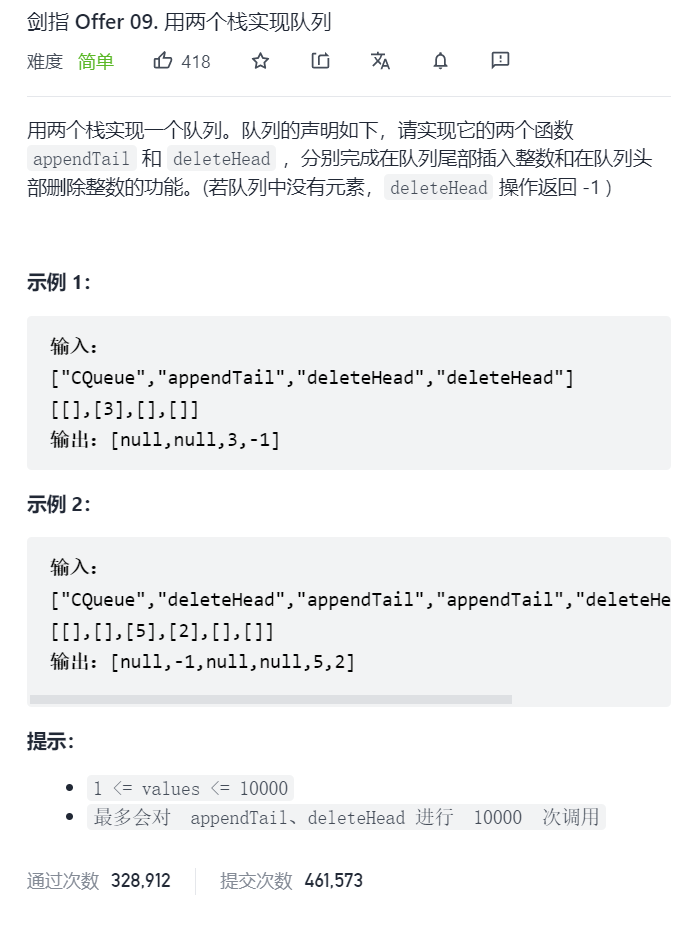 剑指 Offer 09. 用两个栈实现队列
难度 简单 418
用两个栈实现一个队列。队列的声明如下，请实现它的两个函数
appendTail 和 deleteHead ，分别完成在队列尾部插入整数和在队列头
部删除整数的功能。(若队列中没有元素， deleteHead 操作返回 -1 )
示例 1：
输入：
["CQueue","appendTail","deleteHead","deleteHead"]
[[],[3],[],[]]
输出：[null,null,3,-1]
示例 2：
输入：
["CQueue","deleteHead","appendTail","appendTail","deleteHe
[[],[],[5],[2],[],[]]
输出：[null,-1,null,null,5,2]
提示：
1 <= values <= 10000
最多会对 appendTail、deleteHead 进行 10000 次调用
通过次数 328,912 提交次数 461,573